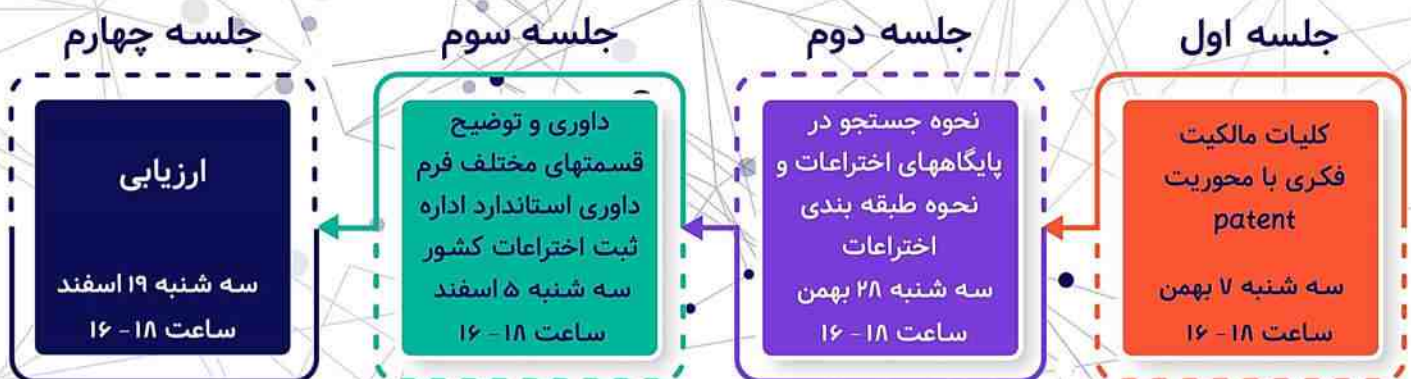 جلسه اول
کلیات مالکیت
فکری با محوریت
patent
سه شنبه ۷ بهمن
ساعت ۱۸ - ۱۶
جلسه دوم
نحوه جستجو در
پایگاههای اختراعات و
نحوه طبقه بندی
اختراعات
سه شنبه ۲۸ بهمن
ساعت ۱۸ - ۱۶
جلسه سوم
داوری و توضیح
قسمتهای مختلف فرم
داوری استاندارد اداره
ثبت اختراعات کشور
سه شنبه ۵ اسفند
ساعت ۱۸ - ۱۶
جلسه چهارم
ارزیابی
سه شنبه ۱۹ اسفند
ساعت ۱۸ - ۱۶